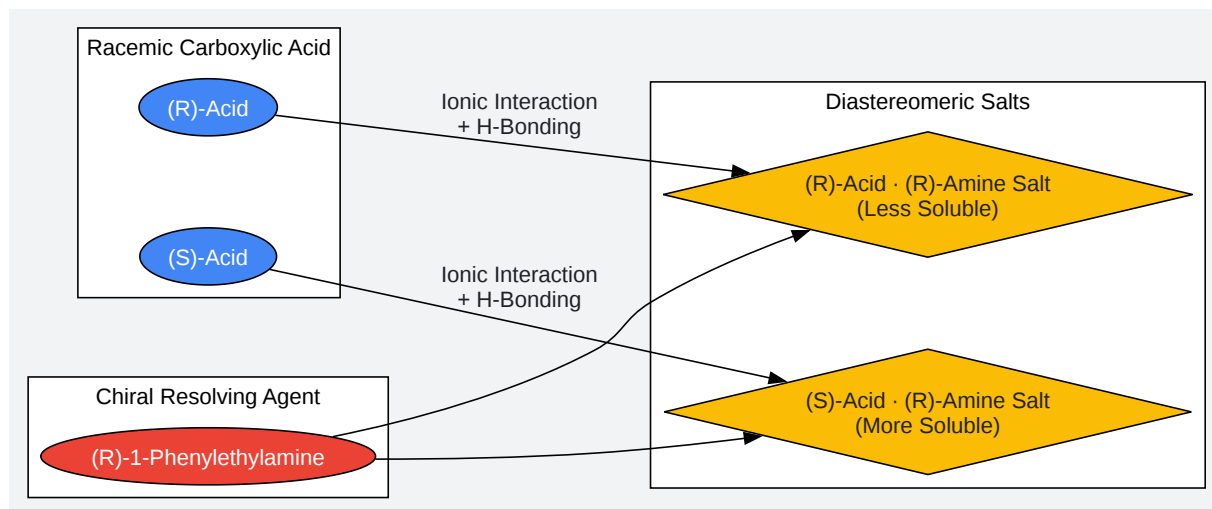 Racemic Carboxylic Acid
(R)-Acid
(S)-Acid
Chiral Resolving Agent
(R)-1-Phenylethylamine
Ionic Interaction
+ H-Bonding
Ionic Interaction
+ H-Bonding
Diastereomeric Salts
(R)-Acid · (R)-Amine Salt
(Less Soluble)
(S)-Acid · (R)-Amine Salt
(More Soluble)